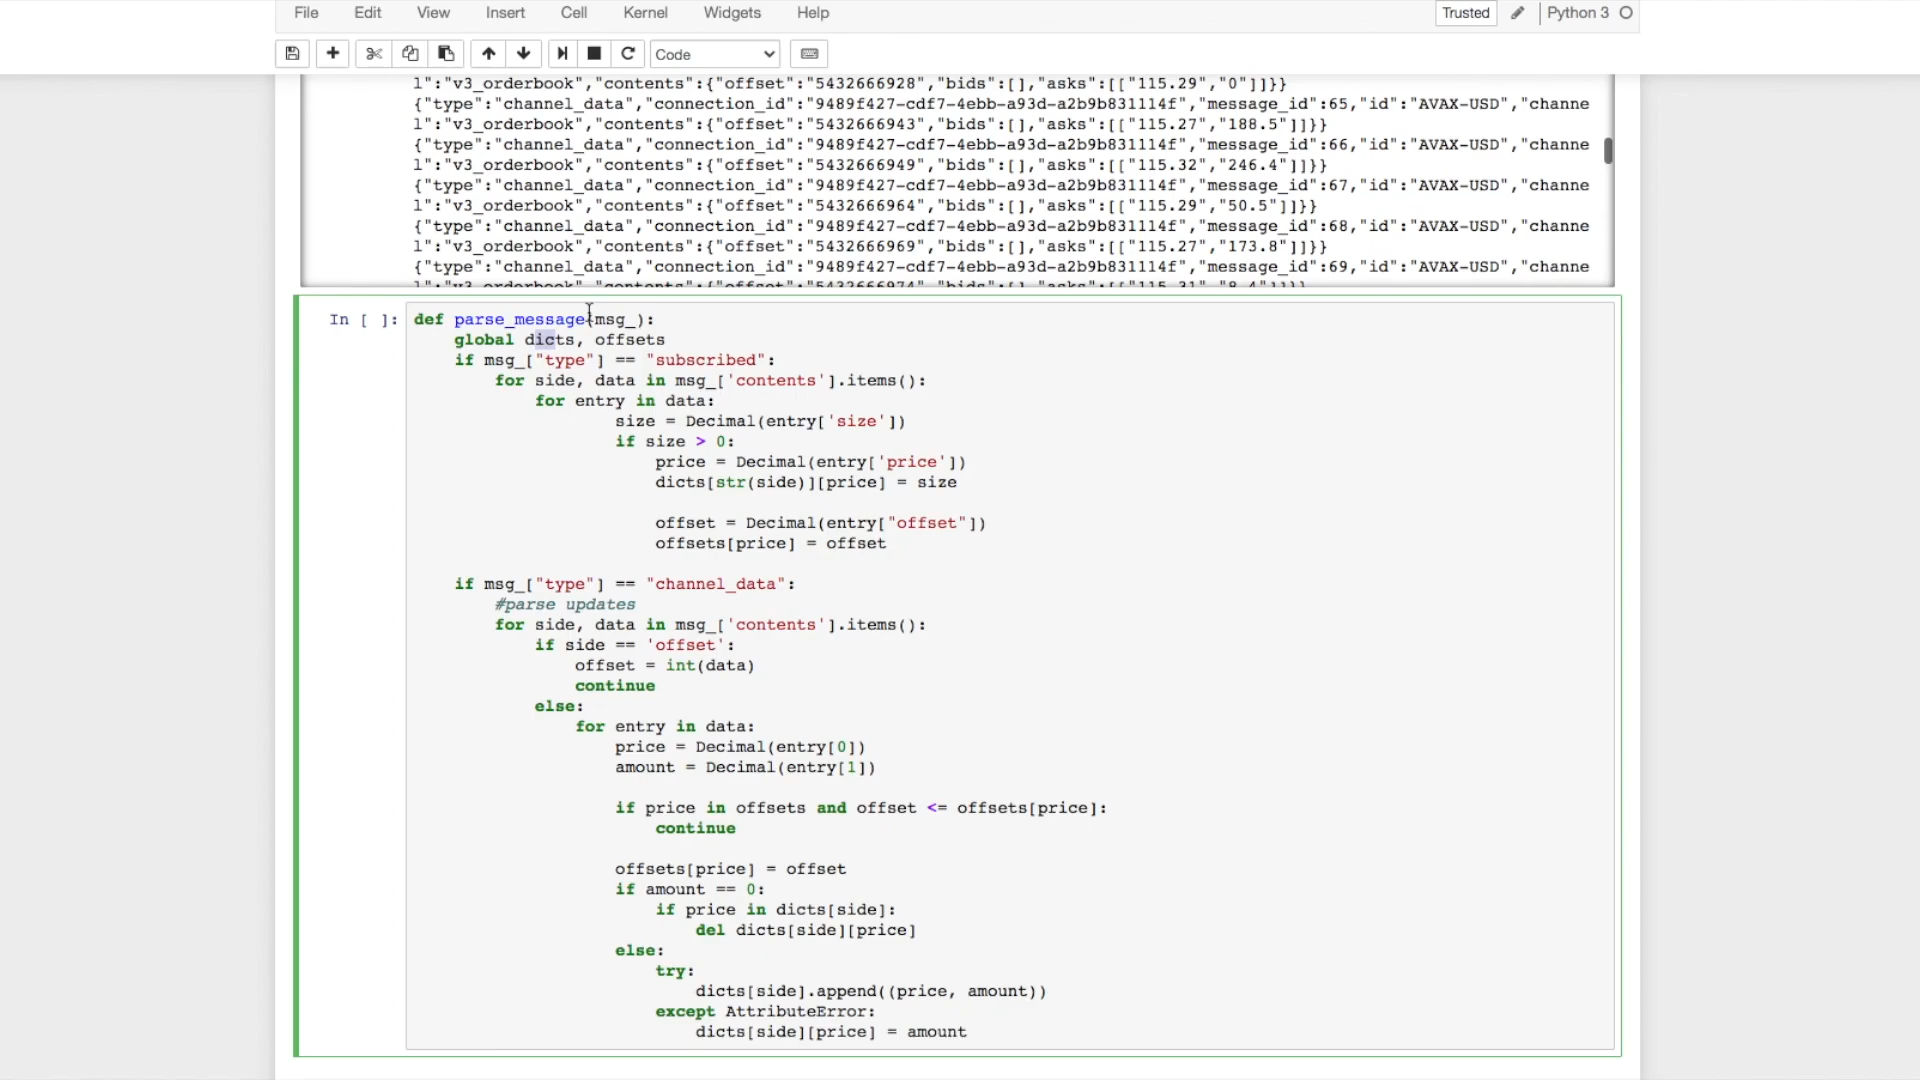 File Edit View Insert Cell Kernel Widgets Help Trusted Python 3
Code
l":"v3_orderbook","contents":{"offset":"5432666928","bids":[],"asks":[["115.29","0"]]}}
{"type":"channel_data","connection_id":"9489f427-cdf7-4ebb-a93d-a2b9b831114f","message_id":65,"id":"AVAX-USD","channe
l":"v3_orderbook","contents":{"offset":"5432666943","bids":[],"asks":[["115.27","188.5"]]}}
{"type":"channel_data","connection_id":"9489f427-cdf7-4ebb-a93d-a2b9b831114f","message_id":66,"id":"AVAX-USD","channe
l":"v3_orderbook","contents":{"offset":"5432666949","bids":[],"asks":[["115.32","246.4"]]}}
{"type":"channel_data","connection_id":"9489f427-cdf7-4ebb-a93d-a2b9b831114f","message_id":67,"id":"AVAX-USD","channe
l":"v3_orderbook","contents":{"offset":"5432666964","bids":[],"asks":[["115.29","50.5"]]}}
{"type":"channel_data","connection_id":"9489f427-cdf7-4ebb-a93d-a2b9b831114f","message_id":68,"id":"AVAX-USD","channe
l":"v3_orderbook","contents":{"offset":"5432666969","bids":[],"asks":[["115.27","173.8"]]}}
{"type":"channel_data","connection_id":"9489f427-cdf7-4ebb-a93d-a2b9b831114f","message_id":69,"id":"AVAX-USD","channe
l":"v3_orderbook","contents":{"offset":"5432666974","bids":[],"asks":[["115.31","8.4"]]}}
In [ ]: def parse_message(msg_):
global dicts, offsets
if msg_["type"] == "subscribed":
for side, data in msg_['contents'].items():
for entry in data:
size = Decimal(entry['size'])
if size > 0:
price = Decimal(entry['price'])
dicts[str(side)][price] = size
offset = Decimal(entry["offset"])
offsets[price] = offset
if msg_["type"] == "channel_data":
#parse updates
for side, data in msg_['contents'].items():
if side == 'offset':
offset = int(data)
continue
else:
for entry in data:
price = Decimal(entry[0])
amount = Decimal(entry[1])
if price in offsets and offset <= offsets[price]:
continue
offsets[price] = offset
if amount == 0:
if price in dicts[side]:
del dicts[side][price]
else:
try:
dicts[side].append((price, amount))
except AttributeError:
dicts[side][price] = amount